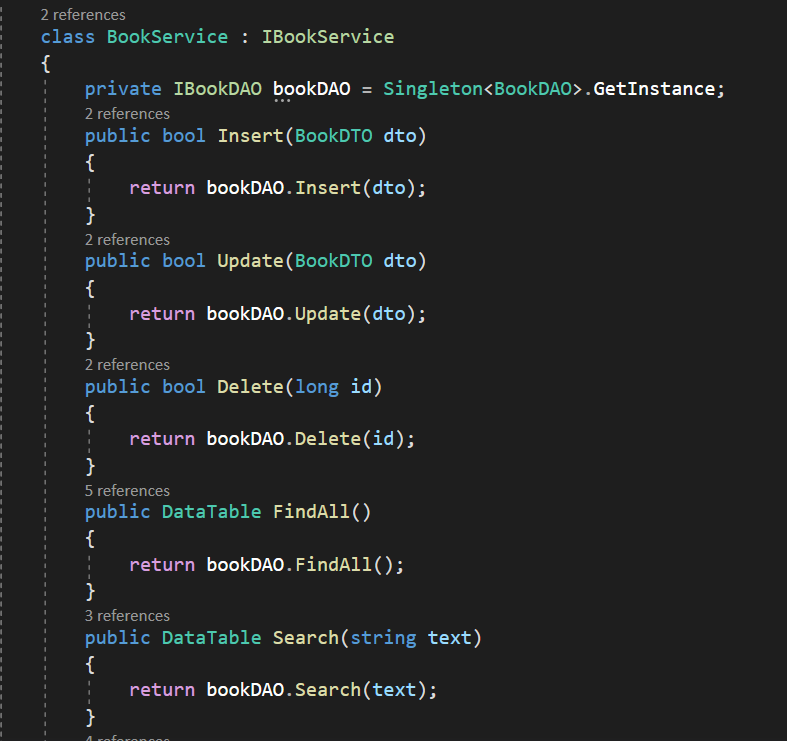 2 references
class BookService : IBookService
{
private IBookDAO bookDAO = Singleton<BookDAO>.GetInstance;
2 references
public bool Insert(BookDTO dto)
{
return bookDAO.Insert(dto);
}
2 references
public bool Update(BookDTO dto)
{
return bookDAO.Update(dto);
}
2 references
public bool Delete(long id)
{
return bookDAO.Delete(id);
}
5 references
public DataTable FindAll()
{
return bookDAO.FindAll();
}
3 references
public DataTable Search(string text)
{
return bookDAO.Search(text);
}
4 references